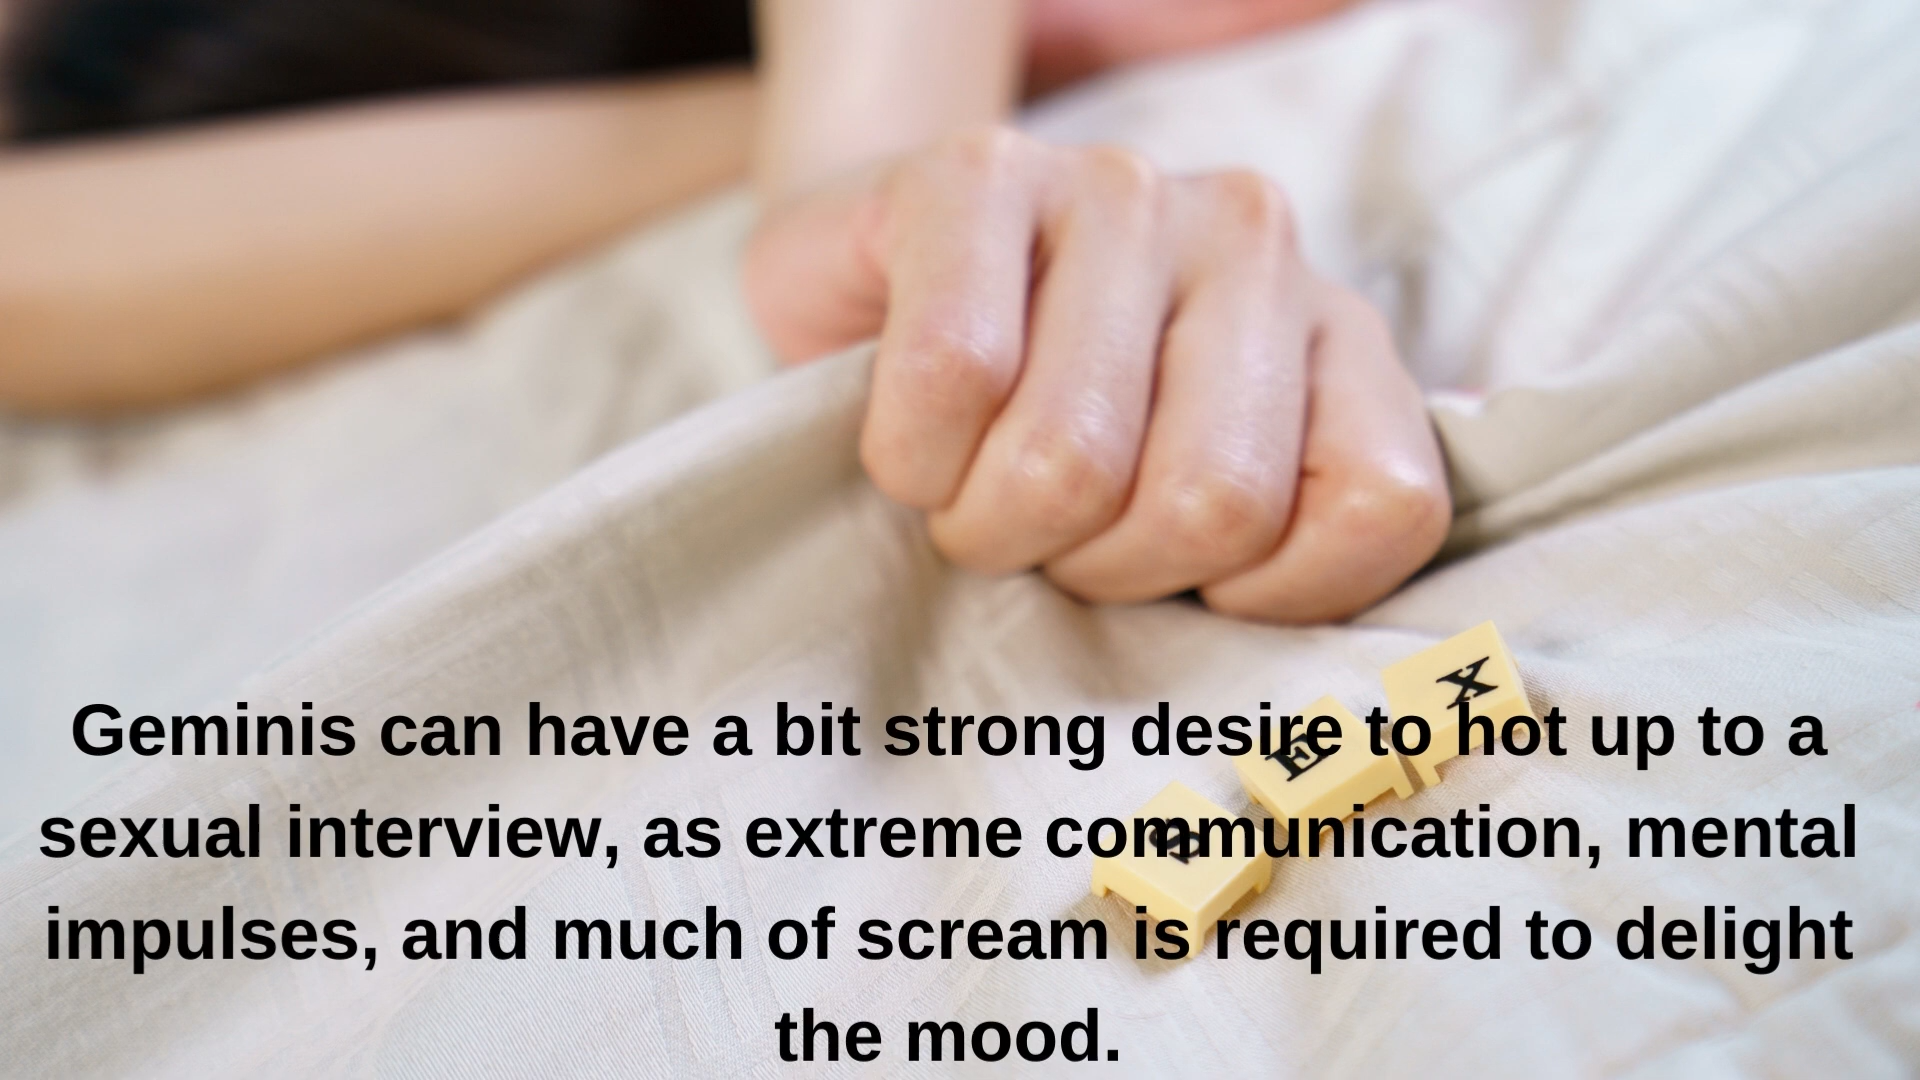 S E X
Geminis can have a bit strong desire to hot up to a
sexual interview, as extreme communication, mental
impulses, and much of scream is required to delight
the mood.